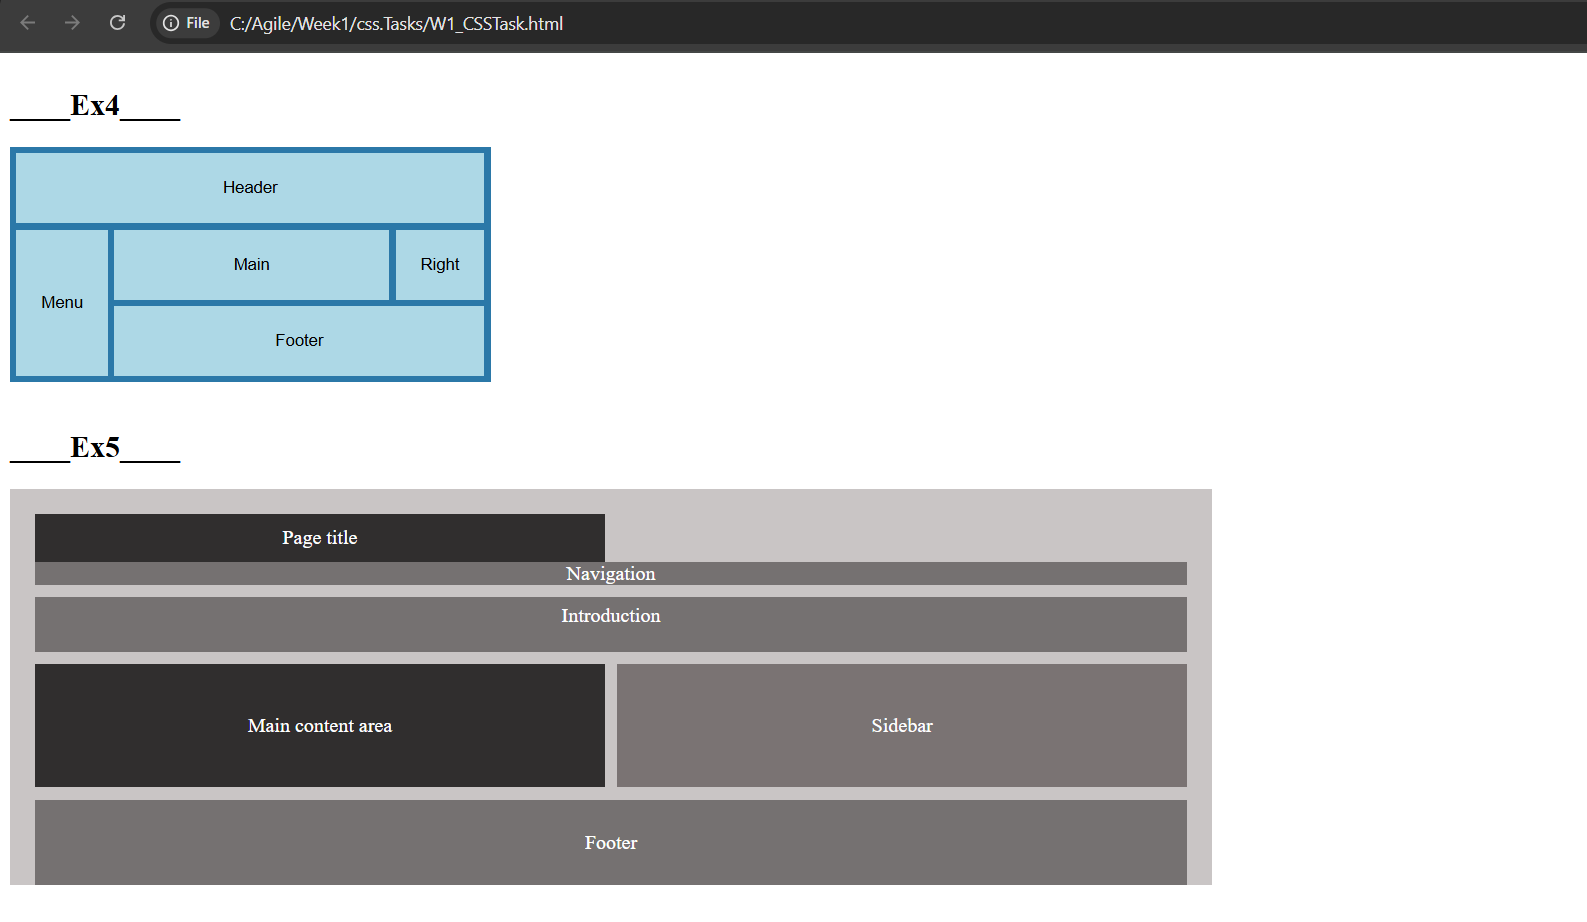 File C:/Agile/Week1/css.Tasks/W1_CSSTask.html
____Ex4____
Header
Main Right
Menu
Footer
____Ex5____
Page title
Navigation
Introduction
Main content area Sidebar
Footer